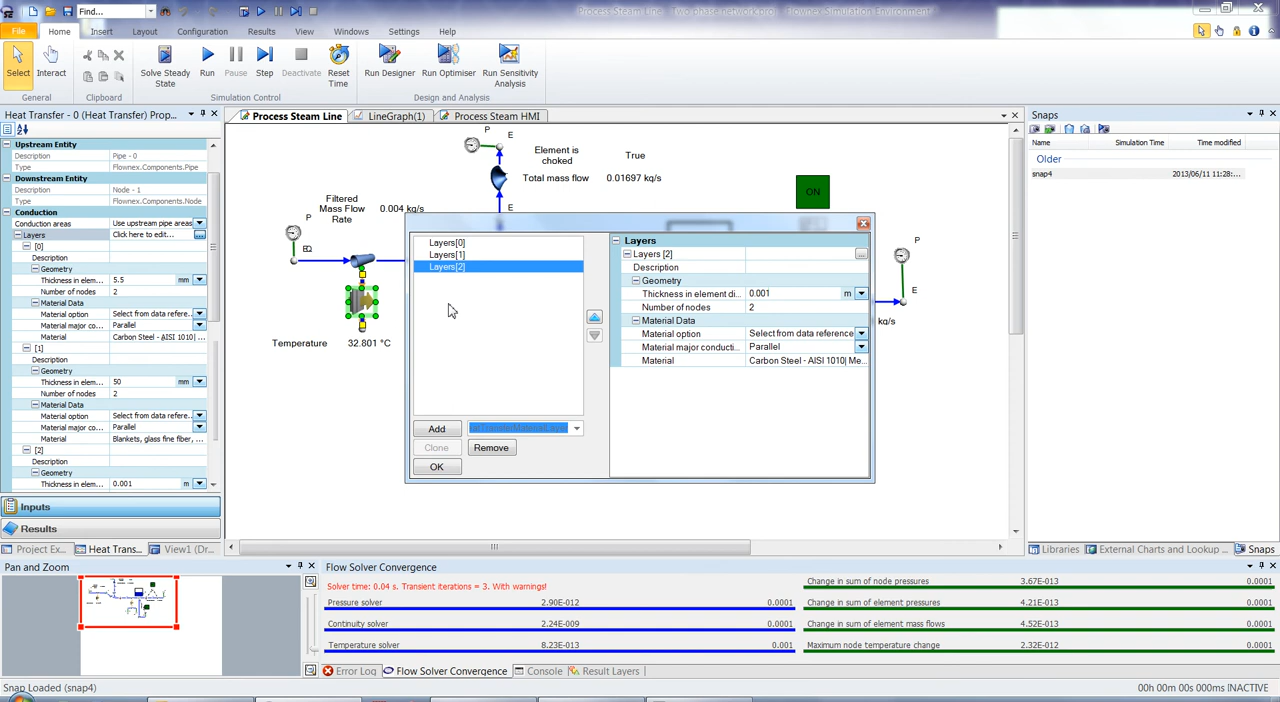 Find...
Process Steam Line - Two phase network.proj - Flownex Simulation Environment
File
Home
Insert
Layout
Configuration
Results
View
Windows
Settings
Help
Select
Interact
Solve Steady State
Run
Pause
Step
Deactivate
Reset Time
Run Designer
Run Optimiser
Run Sensitivity Analysis
General
Clipboard
Simulation Control
Design and Analysis
Heat Transfer - 0 (Heat Transfer) Prop...
Upstream Entity
Description Pipe - 0
Type Flownex.Components.Pipe
Downstream Entity
Description Node - 1
Type Flownex.Components.Node
Conduction
Conduction areas Use upstream pipe areas
Layers Click here to edit...
[0]
Description
Geometry
Thickness in elem... 5.5 mm
Number of nodes 2
Material Data
Material option Select from data refere...
Material major co... Parallel
Material Carbon Steel - AISI 1010|...
[1]
Description
Geometry
Thickness in elem... 50 mm
Number of nodes 2
Material Data
Material option Select from data refere...
Material major co... Parallel
Material Blankets, glass fine fiber, ...
[2]
Description
Geometry
Thickness in elem... 0.001 m
Inputs
Results
Project Ex...
Heat Trans...
View1 (Dr...
Pan and Zoom
Process Steam Line
LineGraph(1)
Process Steam HMI
P
E
Element is choked
True
Total mass flow 0.01697 kg/s
E
Filtered Mass Flow Rate
0.004 kg/s
P
ON
P
E
kg/s
Temperature 32.801 °C
Layers[0]
Layers[1]
Layers[2]
Add
Clone
Remove
OK
Layers
Layers [2]
Description
Geometry
Thickness in element di... 0.001 m
Number of nodes 2
Material Data
Material option Select from data reference
Material major conducti... Parallel
Material Carbon Steel - AISI 1010| Me...
Snaps
Name Simulation Time Time modified
Older
snap4 2013/06/11 11:28:...
Libraries
External Charts and Lookup ...
Snaps
Flow Solver Convergence
Solver time: 0.04 s. Transient iterations = 3. With warnings!
Pressure solver 2.90E-012 0.0001
Continuity solver 2.24E-009 0.0001
Temperature solver 8.23E-013 0.001
Change in sum of node pressures 3.67E-013 0.0001
Change in sum of element pressures 4.21E-013 0.0001
Change in sum of element mass flows 4.52E-013 0.0001
Maximum node temperature change 2.32E-012 0.0001
Error Log
Flow Solver Convergence
Console
Result Layers
Snap Loaded (snap4)
00h 00m 00s 000ms INACTIVE